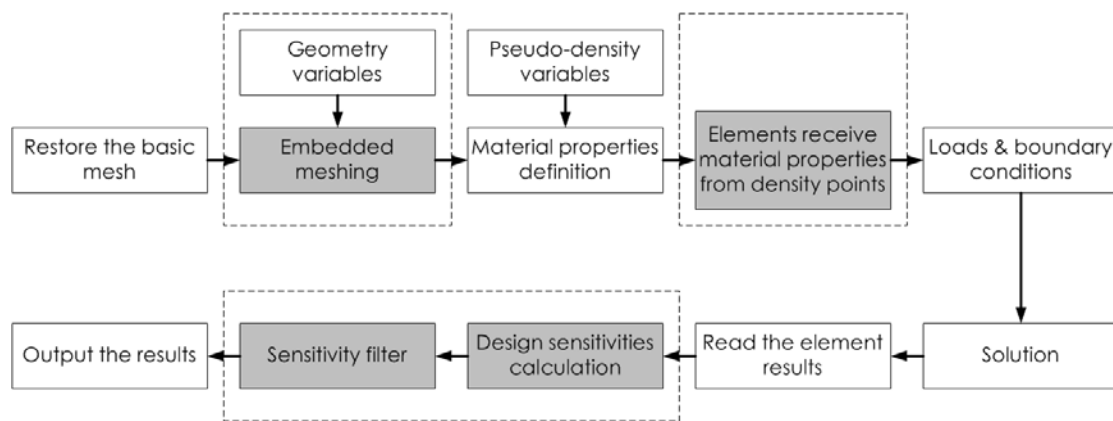 Geometry
variables
Pseudo-density
variables
Restore the basic
mesh
Embedded
meshing
Material properties
definition
Elements receive
material properties
from density points
Loads & boundary
conditions
Output the results
Sensitivity filter
Design sensitivities
calculation
Read the element
results
Solution